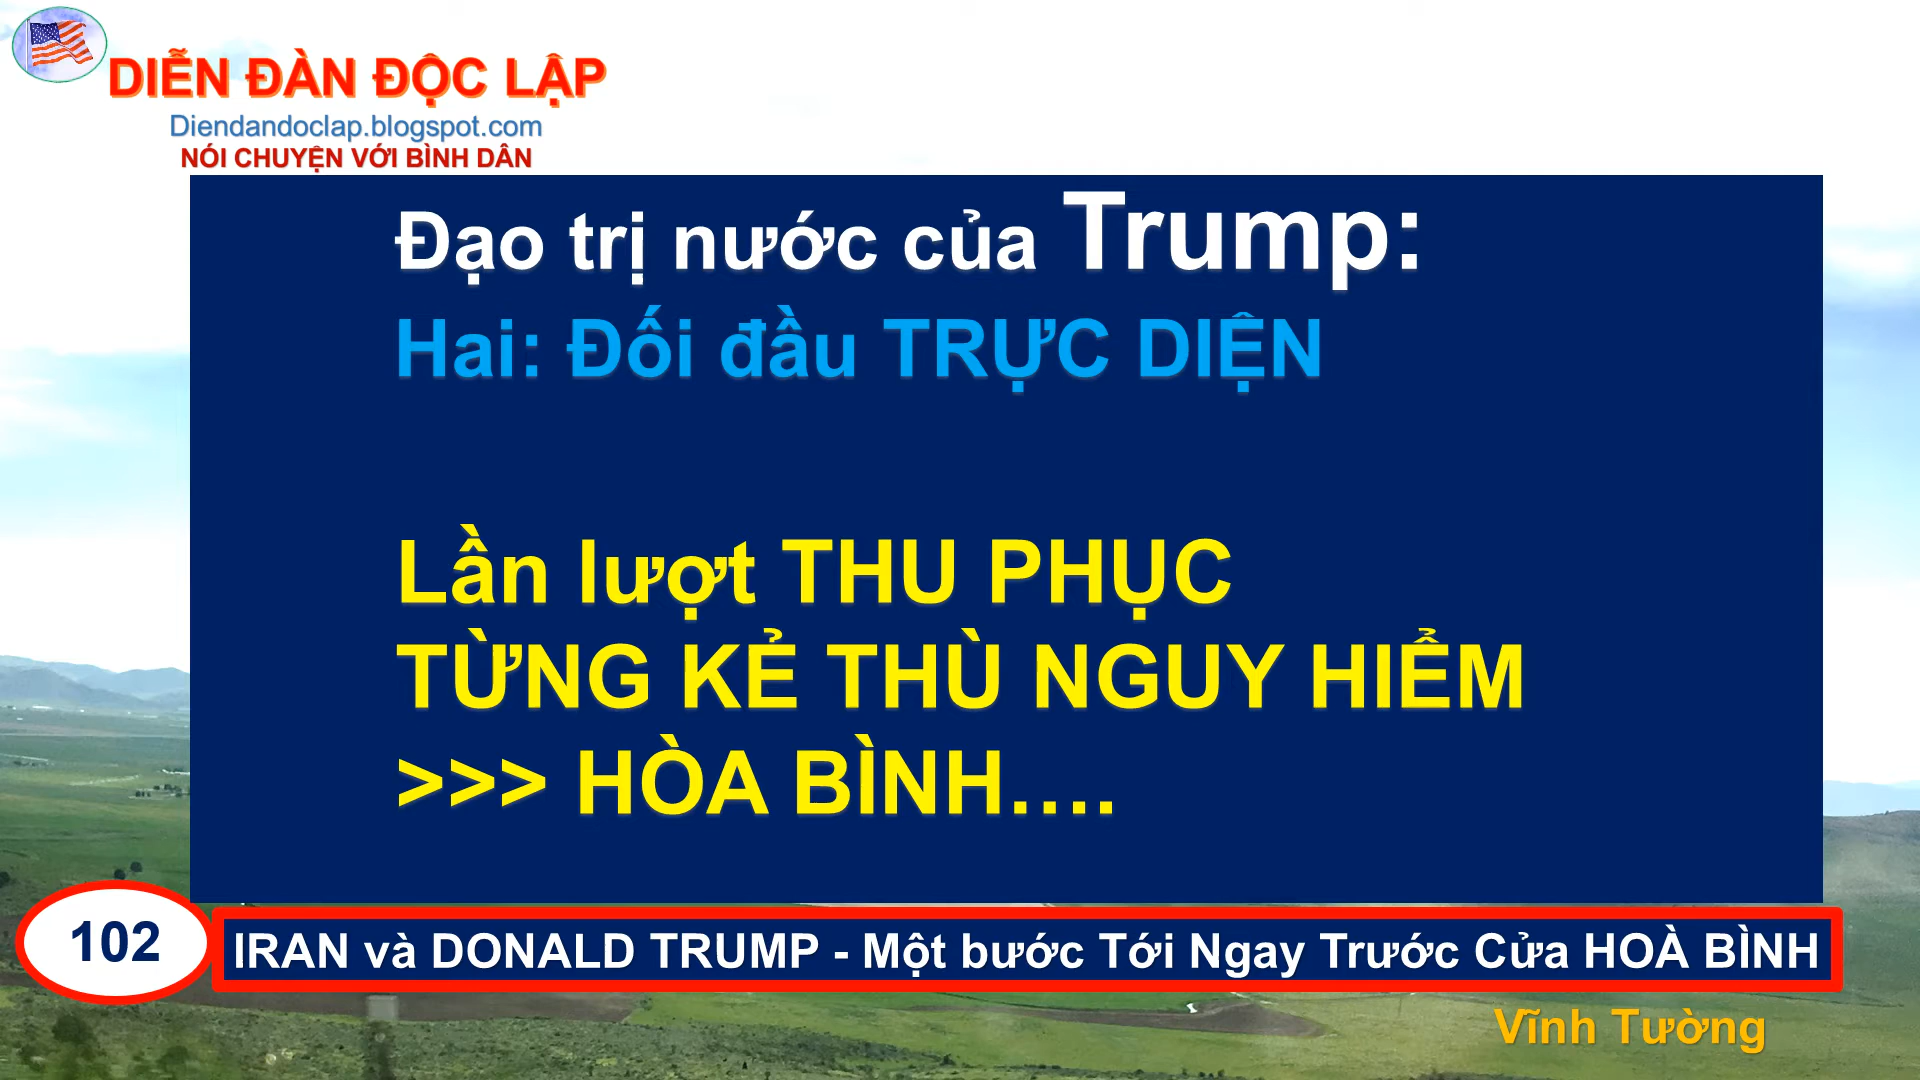 DIỄN ĐÀN ĐỘC LẬP
Diendandoclap.blogspot.com
NÓI CHUYỆN VỚI BÌNH DÂN
Đạo trị nước của Trump:
Hai: Đối đầu TRỰC DIỆN
Lần lượt THU PHỤC
TỪNG KẺ THÙ NGUY HIỂM
>>> HÒA BÌNH….
102
IRAN và DONALD TRUMP - Một bước Tới Ngay Trước Cửa HOÀ BÌNH
Vĩnh Tường